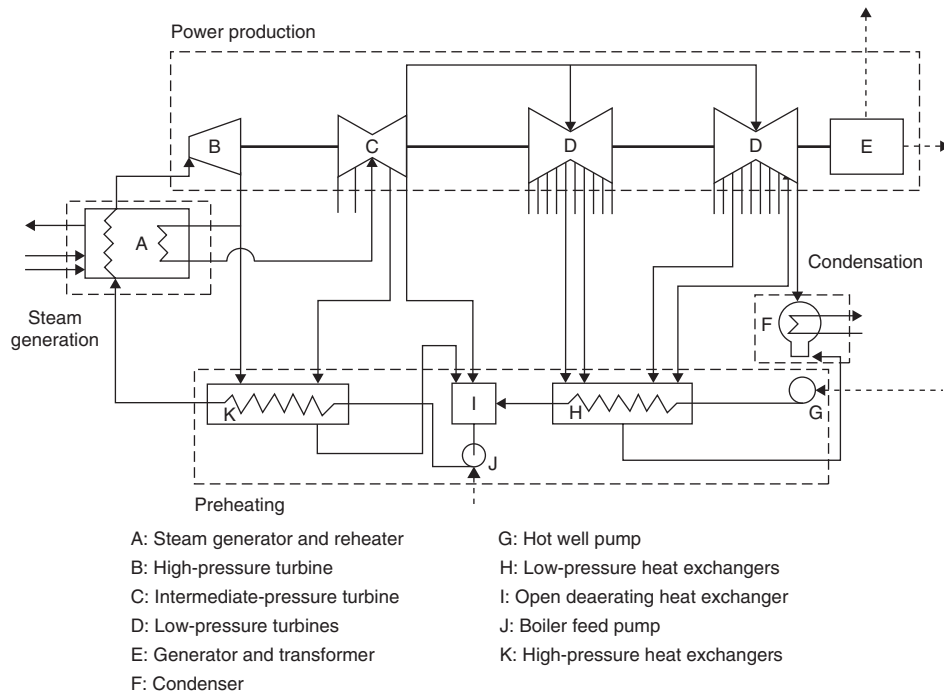 Power production
B
C
D
D
E
A
Steam
generation
Condensation
F
K
I
H
G
J
Preheating
A: Steam generator and reheater
B: High-pressure turbine
C: Intermediate-pressure turbine
D: Low-pressure turbines
E: Generator and transformer
F: Condenser
G: Hot well pump
H: Low-pressure heat exchangers
I: Open deaerating heat exchanger
J: Boiler feed pump
K: High-pressure heat exchangers